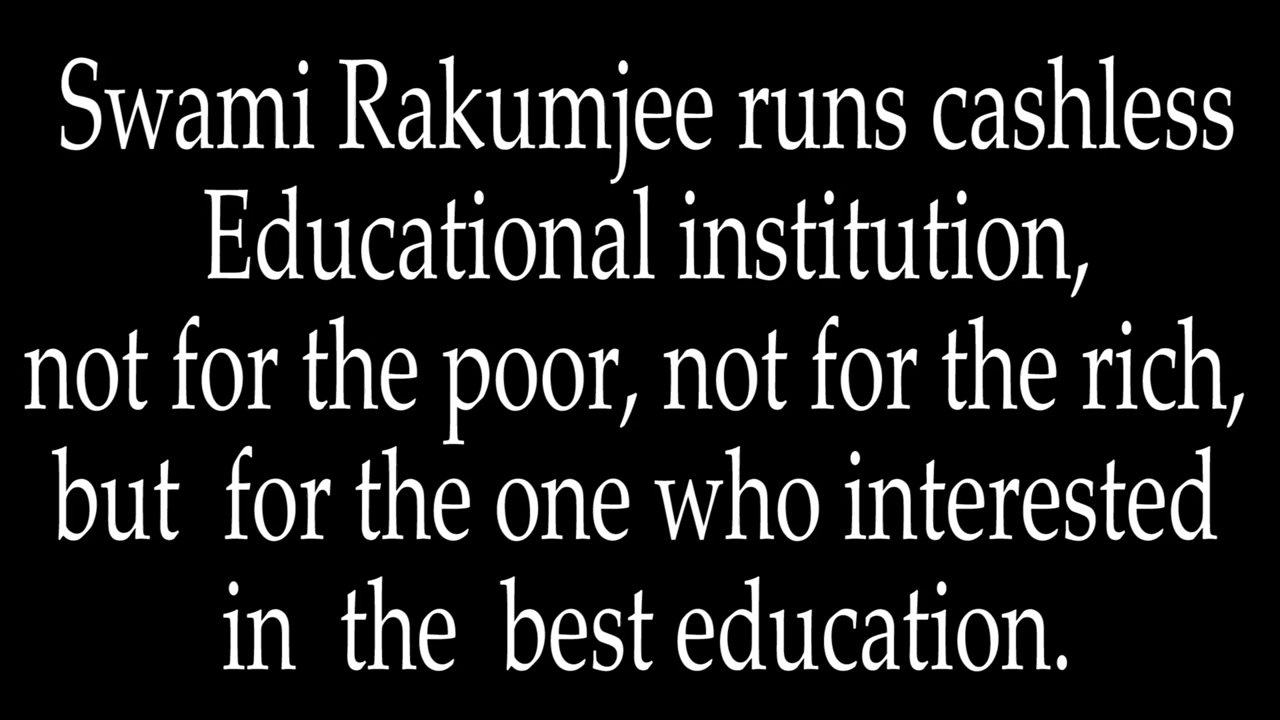 Swami Rakumjee runs cashless
Educational institution,
not for the poor, not for the rich,
but for the one who interested
in the best education.